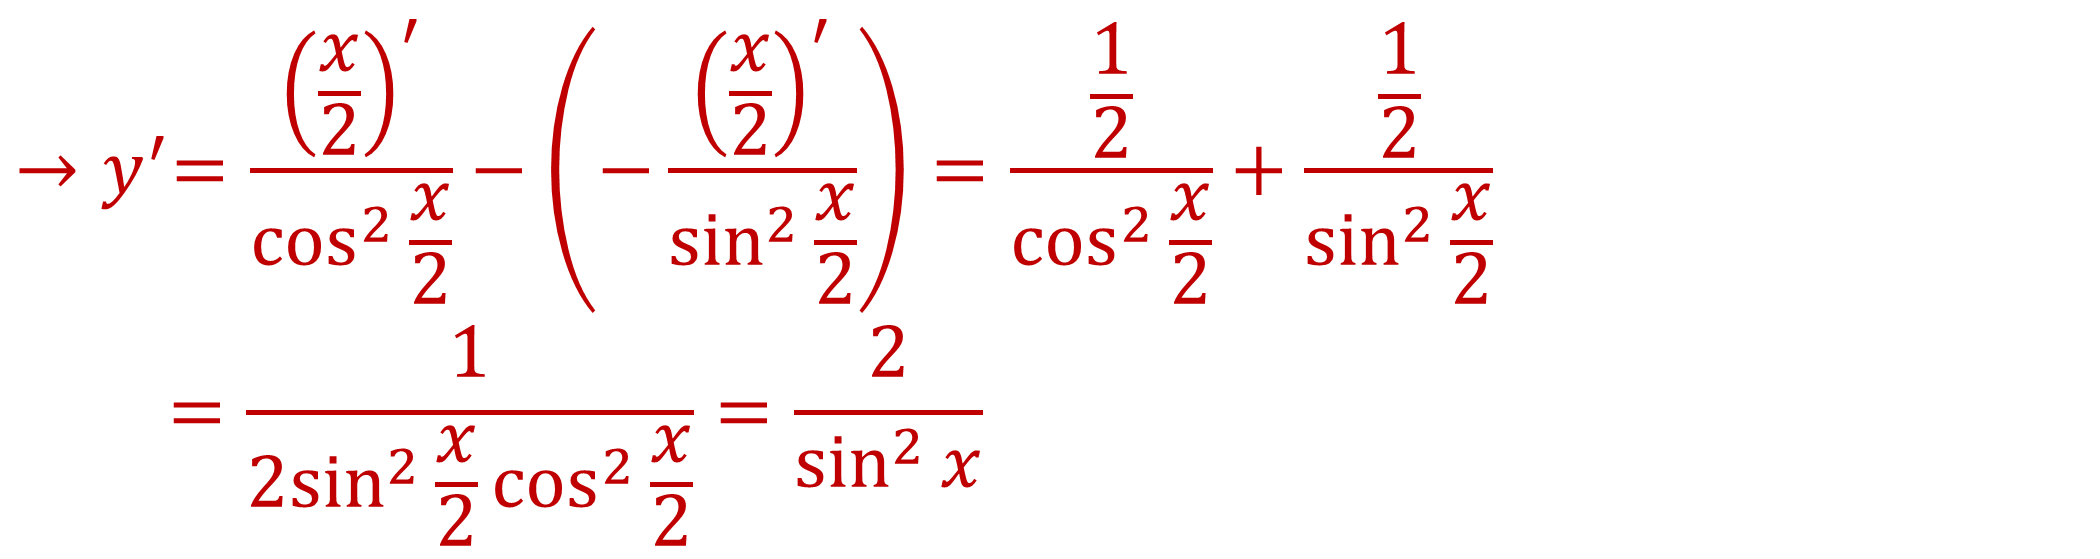 → y′ = (x/2)′ / cos² x/2 − (− (x/2)′ / sin² x/2) = 1/2 / cos² x/2 + 1/2 / sin² x/2
= 1 / 2sin² x/2 cos² x/2 = 2 / sin² x